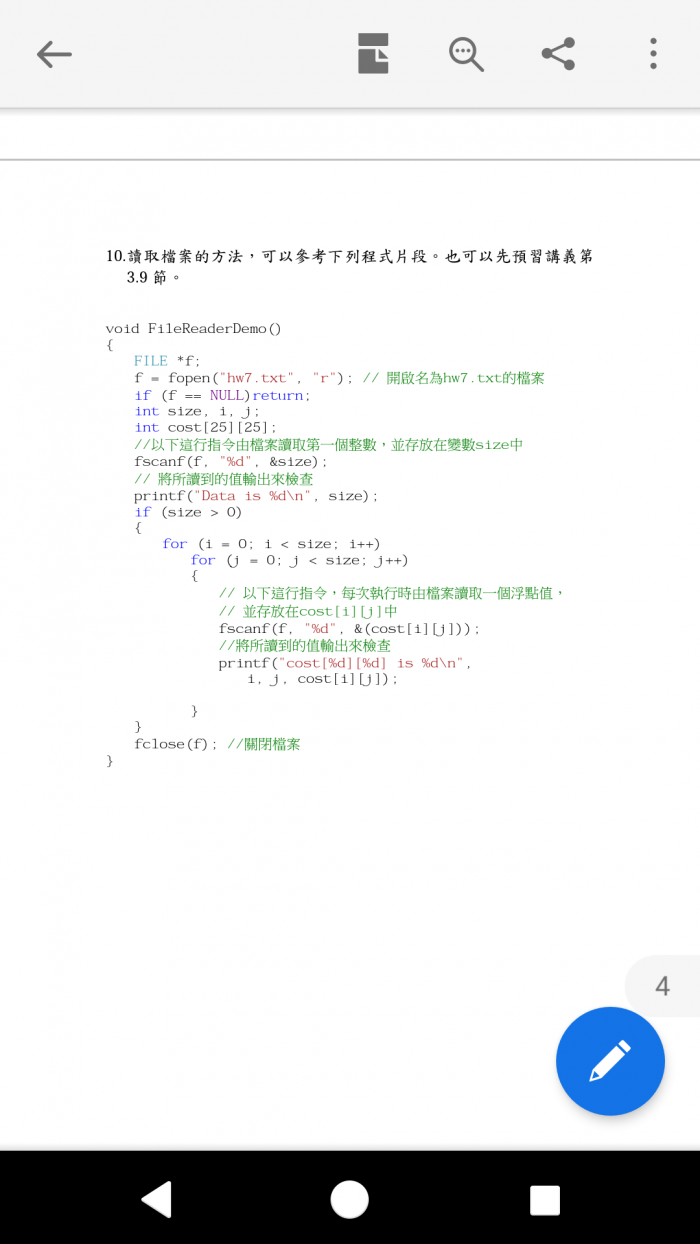 10.讀取檔案的方法，可以參考下列程式片段。也可以先預習講義第
3.9 節。
void FileReaderDemo()
{
FILE *f;
f = fopen("hw7.txt", "r"); // 開啟名為hw7.txt的檔案
if (f == NULL)return;
int size, i, j;
int cost[25][25];
//以下這行指令由檔案讀取第一個整數，並存放在變數size中
fscanf(f, "%d", &size);
// 將所讀到的值輸出來檢查
printf("Data is %d\n", size);
if (size > 0)
{
for (i = 0; i < size; i++)
for (j = 0; j < size; j++)
{
// 以下這行指令，每次執行時由檔案讀取一個浮點值，
// 並存放在cost[i][j]中
fscanf(f, "%d", &(cost[i][j]));
//將所讀到的值輸出來檢查
printf("cost[%d][%d] is %d\n",
i, j, cost[i][j]);
}
}
fclose(f); //關閉檔案
}
4